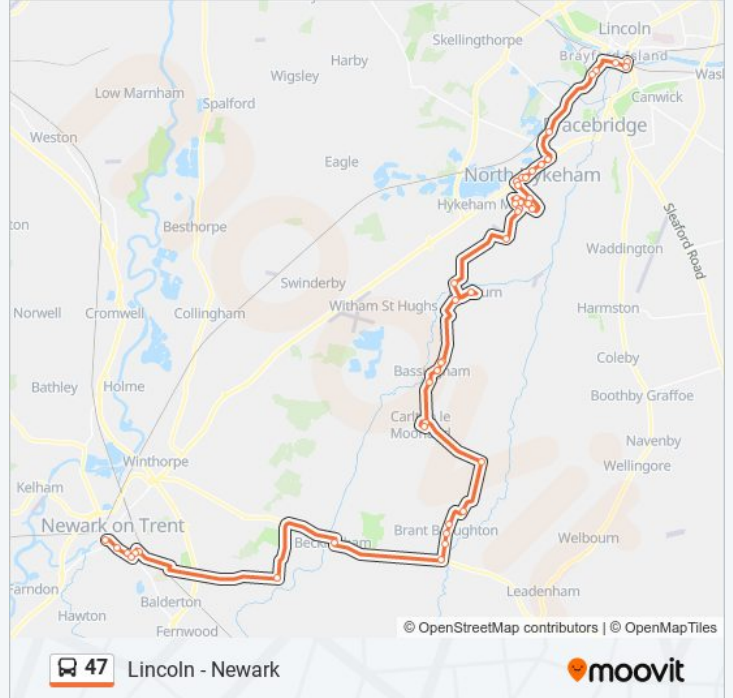 Lincoln
Skellingthorpe
Harby
Brayford Island
Wigsley
Low Marnham
Canwick
Spalford
Bracebridge
Weston
Eagle
North Hykeham
Hykeham M
Besthorpe
Sleaford Road
Waddington
Swinderby
urn
Norwell
Cromwell
Collingham
Witham St Hughs
Harmston
Coleby
Bathley
Holme
Bassingham
Boothby Graffoe
Carlton le
Moorland
Navenby
Winthorpe
Wellingore
Kelham
Newark on Trent
Beckingham
Brant Broughton
Welbourn
Farndon
Balderton
Leadenham
Hawton
Fernwood
© OpenStreetMap contributors | © OpenMapTiles
47 Lincoln - Newark
moovit